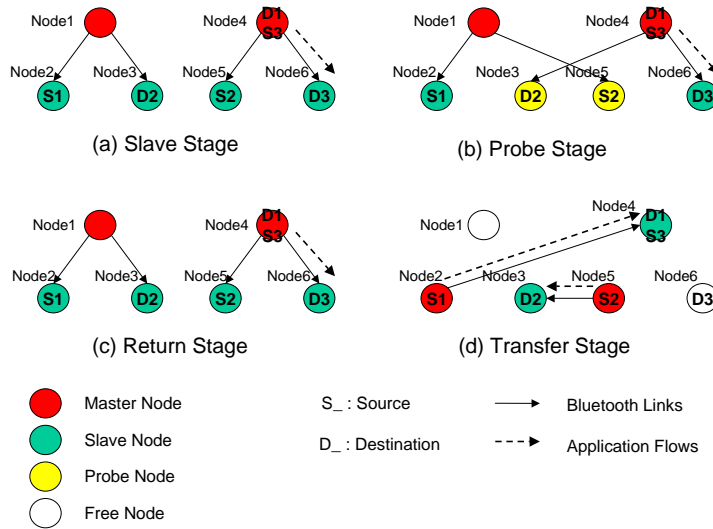 Node1
Node4
D1
S3
Node2
Node3
Node5
Node6
S1
D2
S2
D3
(a) Slave Stage
Node1
Node4
D1
S3
Node2
Node3
Node5
Node6
S1
D2
S2
D3
(b) Probe Stage
Node1
Node4
D1
S3
Node2
Node3
Node5
Node6
S1
D2
S2
D3
(c) Return Stage
Node1
Node4
D1
S3
Node2
Node3
Node5
Node6
S1
D2
S2
D3
(d) Transfer Stage
Master Node
Slave Node
Probe Node
Free Node
S_ : Source
D_ : Destination
Bluetooth Links
Application Flows